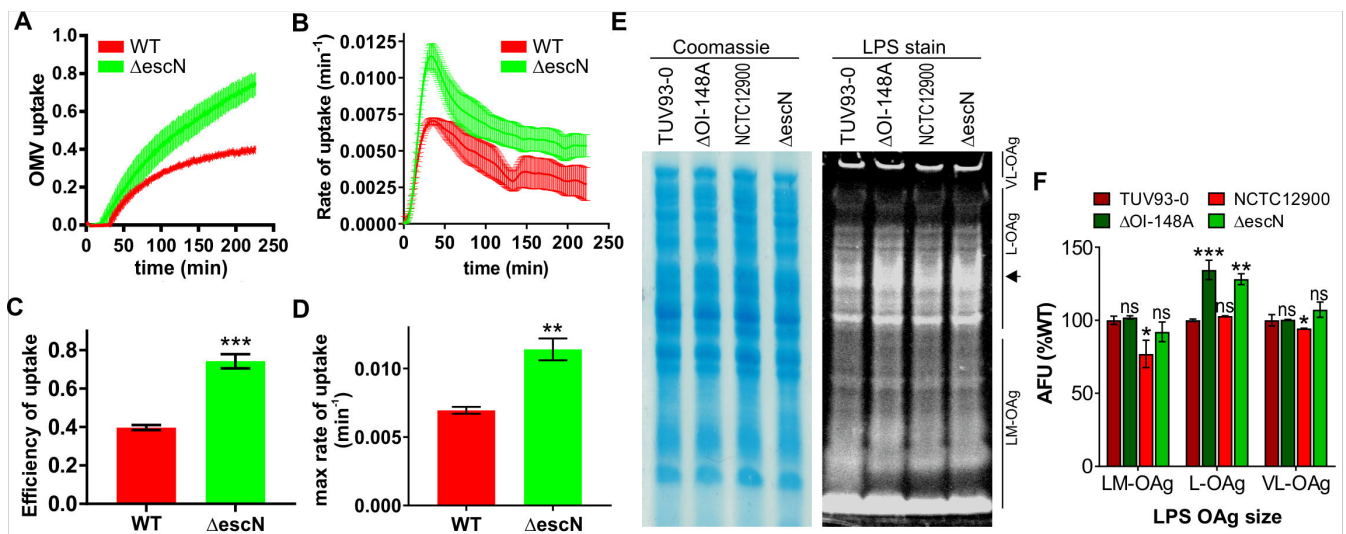 A
OMV uptake
1.0
0.8
0.6
0.4
0.2
0.0
WT
ΔescN
0 50 100 150 200 250
time (min)
B
Rate of uptake (min⁻¹)
0.0125
0.0100
0.0075
0.0050
0.0025
0.0000
WT
ΔescN
0 50 100 150 200 250
time (min)
C
Efficiency of uptake
0.8
0.6
0.4
0.2
0.0
***
WT ΔescN
D
max rate of uptake
(min⁻¹)
0.010
0.005
0.000
**
WT ΔescN
E
Coomassie LPS stain
TUV93-0
ΔOI-148A
NCTC12900
ΔescN
TUV93-0
ΔOI-148A
NCTC12900
ΔescN
VL-OAg
L-OAg
LM-OAg
F
TUV93-0 NCTC12900
ΔOI-148A ΔescN
AFU (%WT)
150
100
50
0
ns * ns
*** ns **
ns * ns
LM-OAg L-OAg VL-OAg
LPS OAg size